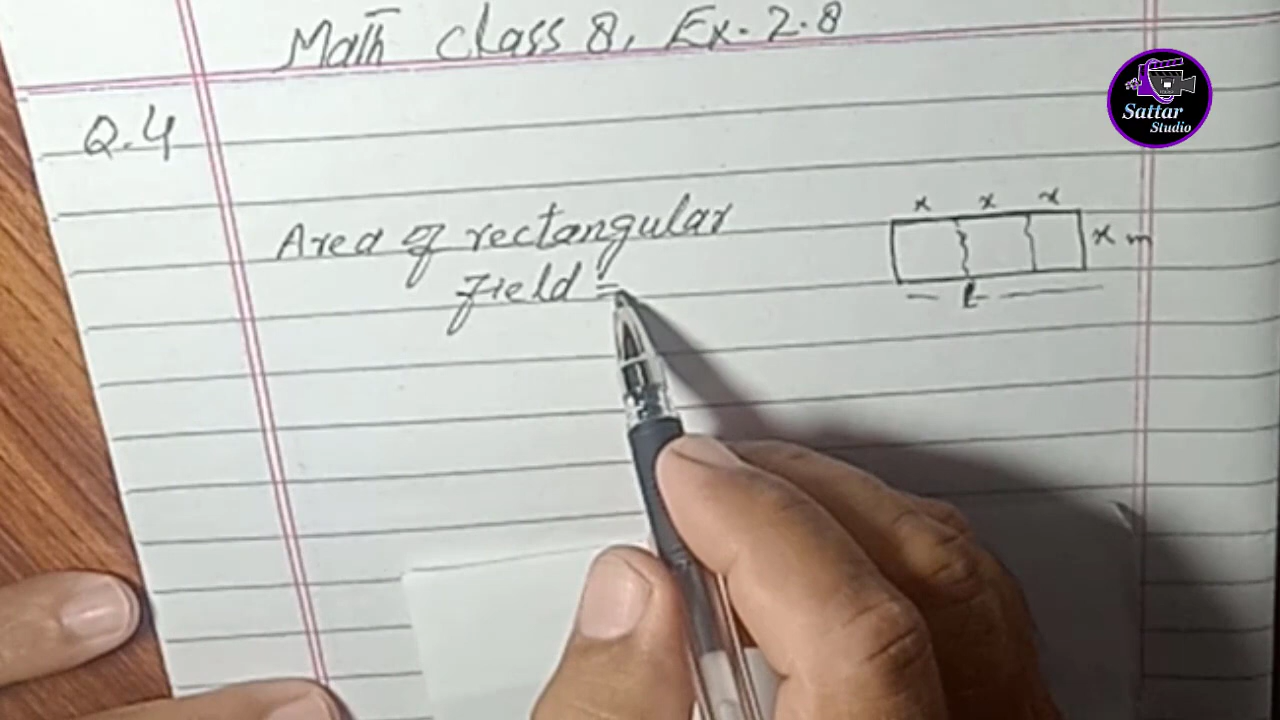 Math class 8, Ex. 2.8
Sattar
Studio
Q.4
x x x
Area of rectangular
x m
field =